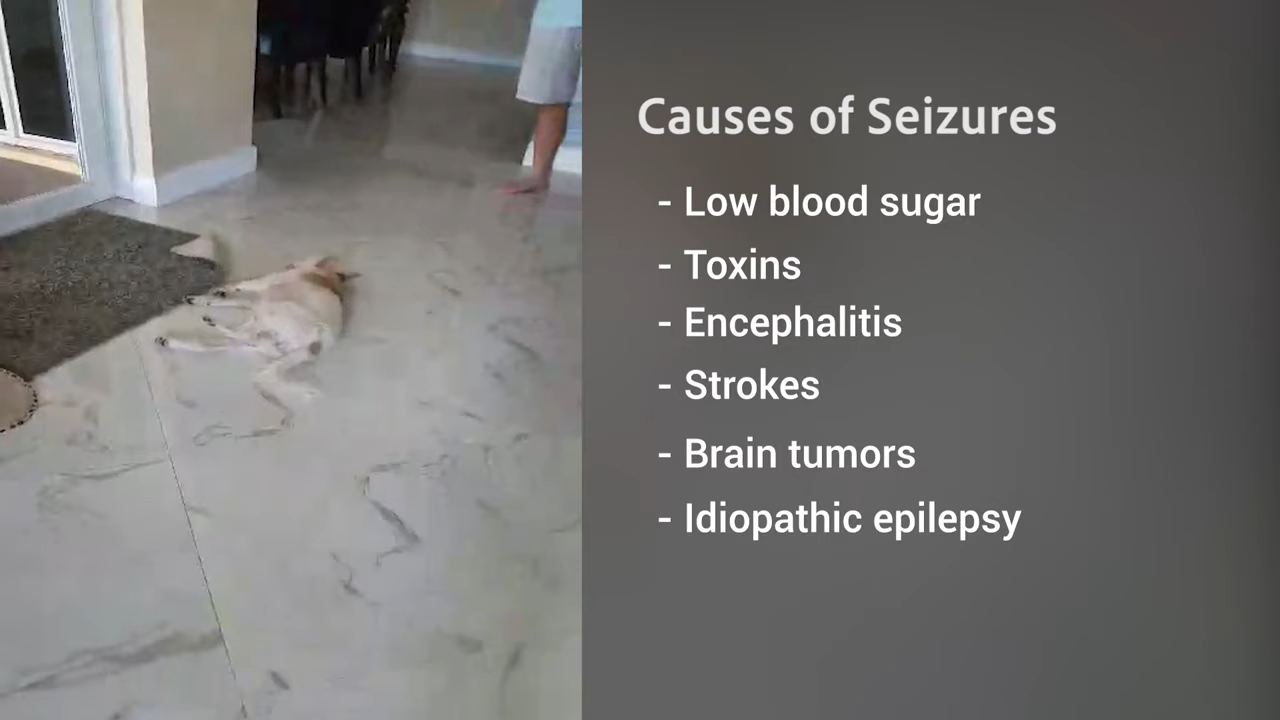 Causes of Seizures
- Low blood sugar
- Toxins
- Encephalitis
- Strokes
- Brain tumors
- Idiopathic epilepsy